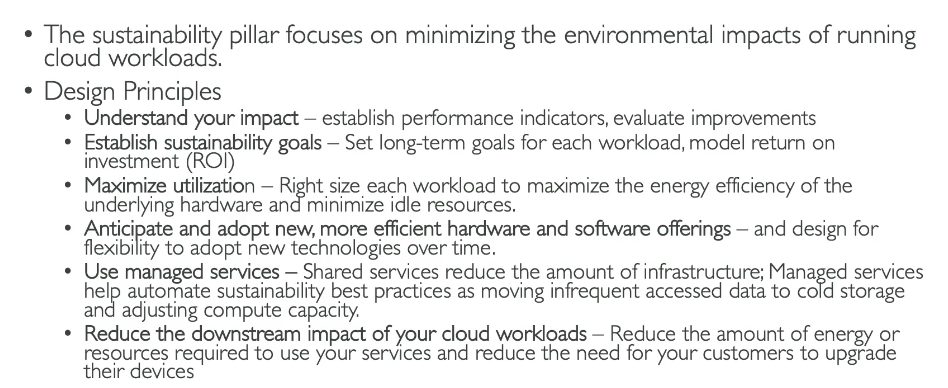 • The sustainability pillar focuses on minimizing the environmental impacts of running
cloud workloads.
• Design Principles
• Understand your impact – establish performance indicators, evaluate improvements
• Establish sustainability goals – Set long-term goals for each workload, model return on
investment (ROI)
• Maximize utilization – Right size each workload to maximize the energy efficiency of the
underlying hardware and minimize idle resources.
• Anticipate and adopt new, more efficient hardware and software offerings – and design for
flexibility to adopt new technologies over time.
• Use managed services – Shared services reduce the amount of infrastructure; Managed services
help automate sustainability best practices as moving infrequent accessed data to cold storage
and adjusting compute capacity.
• Reduce the downstream impact of your cloud workloads – Reduce the amount of energy or
resources required to use your services and reduce the need for your customers to upgrade
their devices